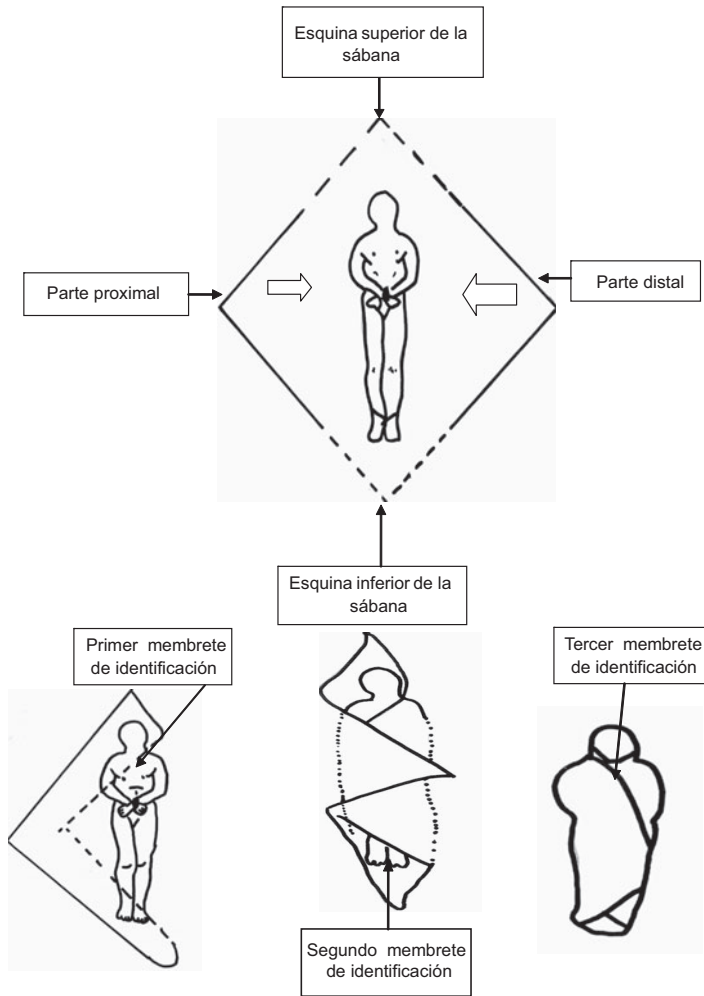 Esquina superior de la
sábana
Parte proximal
Parte distal
Esquina inferior de la
sábana
Primer membrete
de identificación
Tercer membrete
de identificación
Segundo membrete
de identificación